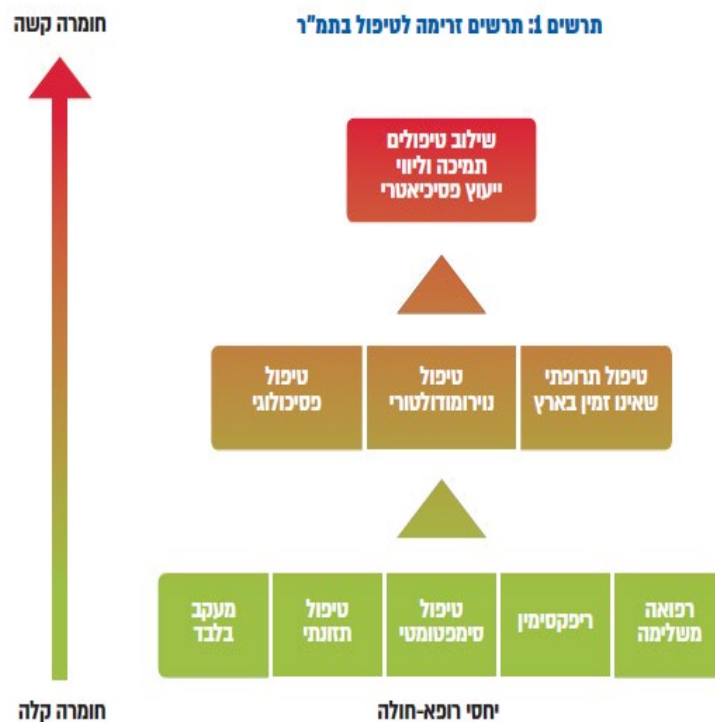 תרשים 1: תרשים זרימה לטיפול בתמ"ר
חומרה קשה
שילוב טיפולים
תמיכה וליווי
ייעוץ פסיכיאטרי
טיפול תרופתי
שאינו זמין בארץ
טיפול
נוירומודולטורי
טיפול
פסיכולוגי
רפואה
משלימה
ריפקסימין
טיפול
סימפטומטי
טיפול
תזונתי
מעקב
בלבד
יחסי רופא-חולה
חומרה קלה